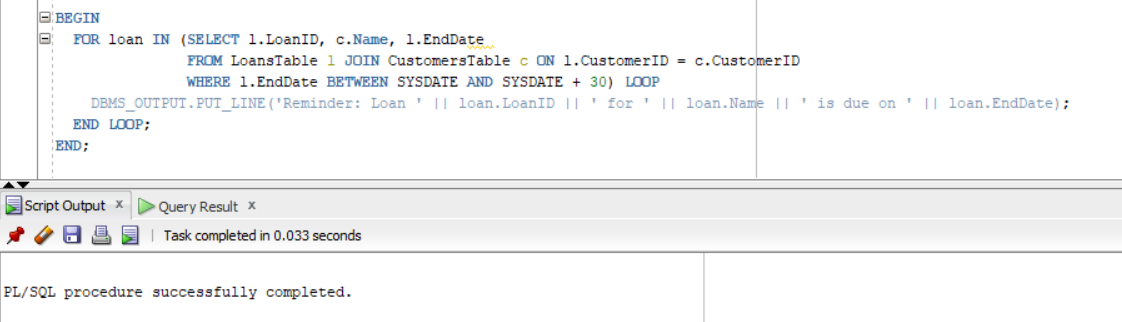 BEGIN
FOR loan IN (SELECT l.LoanID, c.Name, l.EndDate
FROM LoansTable l JOIN CustomersTable c ON l.CustomerID = c.CustomerID
WHERE l.EndDate BETWEEN SYSDATE AND SYSDATE + 30) LOOP
DBMS_OUTPUT.PUT_LINE('Reminder: Loan ' || loan.LoanID || ' for ' || loan.Name || ' is due on ' || loan.EndDate);
END LOOP;
END;
Script Output x Query Result x
Task completed in 0.033 seconds
PL/SQL procedure successfully completed.